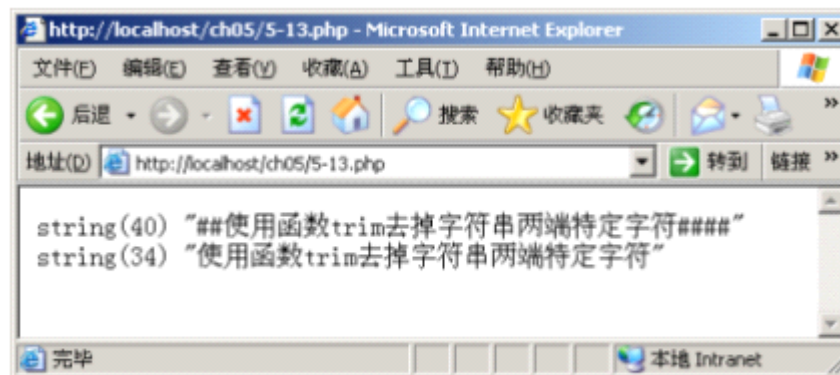 http://localhost/ch05/5-13.php - Microsoft Internet Explorer
文件(F) 编辑(E) 查看(V) 收藏(A) 工具(T) 帮助(H)
后退 搜索 收藏夹 »
地址(D) http://localhost/ch05/5-13.php 转到 链接 »
string(40) "##使用函数trim去掉字符串两端特定字符####"
string(34) "使用函数trim去掉字符串两端特定字符"
完毕 本地 Intranet